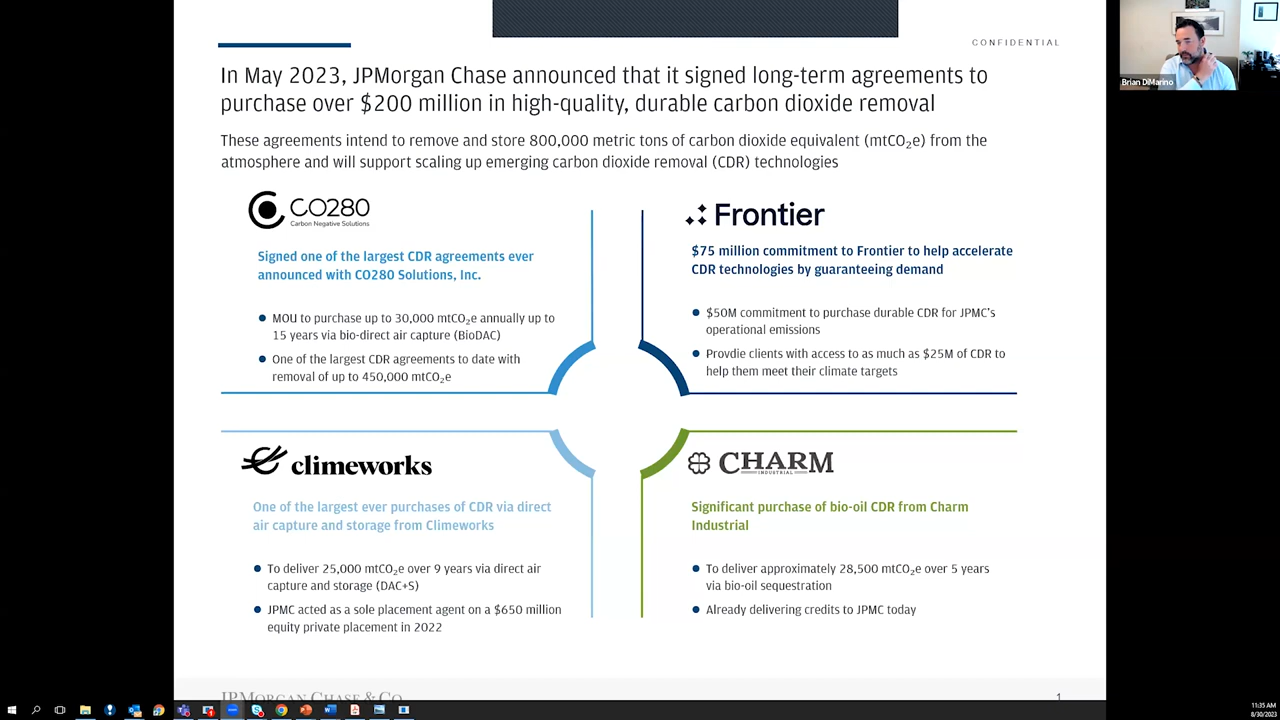 CONFIDENTIAL
In May 2023, JPMorgan Chase announced that it signed long-term agreements to
purchase over $200 million in high-quality, durable carbon dioxide removal
These agreements intend to remove and store 800,000 metric tons of carbon dioxide equivalent (mtCO₂e) from the
atmosphere and will support scaling up emerging carbon dioxide removal (CDR) technologies
CO280
Carbon Negative Solutions
Signed one of the largest CDR agreements ever
announced with CO280 Solutions, Inc.
MOU to purchase up to 30,000 mtCO₂e annually up to
15 years via bio-direct air capture (BioDAC)
One of the largest CDR agreements to date with
removal of up to 450,000 mtCO₂e
Frontier
$75 million commitment to Frontier to help accelerate
CDR technologies by guaranteeing demand
$50M commitment to purchase durable CDR for JPMC's
operational emissions
Provdie clients with access to as much as $25M of CDR to
help them meet their climate targets
climeworks
One of the largest ever purchases of CDR via direct
air capture and storage from Climeworks
To deliver 25,000 mtCO₂e over 9 years via direct air
capture and storage (DAC+S)
JPMC acted as a sole placement agent on a $650 million
equity private placement in 2022
CHARM
INDUSTRIAL
Significant purchase of bio-oil CDR from Charm
Industrial
To deliver approximately 28,500 mtCO₂e over 5 years
via bio-oil sequestration
Already delivering credits to JPMC today
JPMORGAN CHASE & CO.
1
Brian DiMarino
11:35 AM
8/30/2023